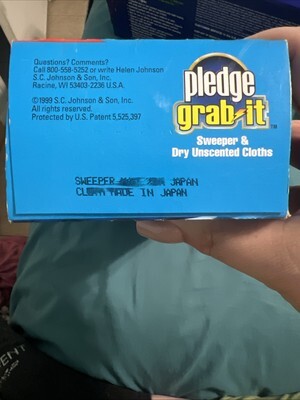 Questions? Comments?
Call 800-558-5252 or write Helen Johnson
S.C. Johnson & Son, Inc.
Racine, WI 53403-2236 U.S.A.
©1999 S.C. Johnson & Son, Inc.
All rights reserved.
Protected by U.S. Patent 5,525,397
pledge
grab-it™
Sweeper &
Dry Unscented Cloths
SWEEPER JAPAN
CLOTH MADE IN JAPAN